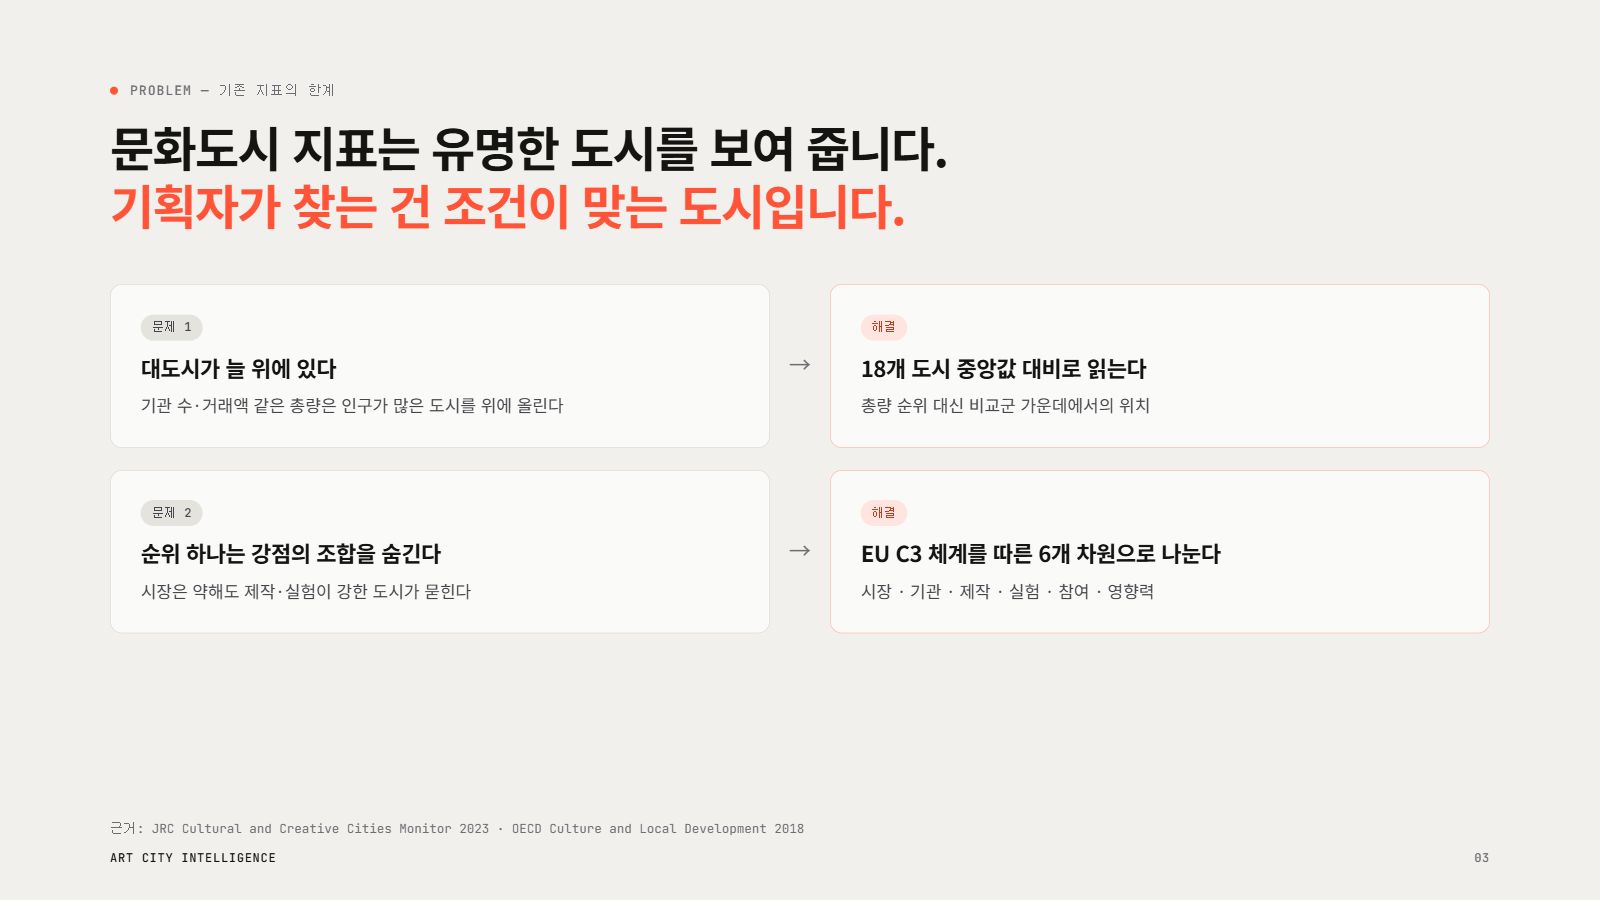 PROBLEM — 기존 지표의 한계
문화도시 지표는 유명한 도시를 보여 줍니다.
기획자가 찾는 건 조건이 맞는 도시입니다.
문제 1
대도시가 늘 위에 있다
기관 수·거래액 같은 총량은 인구가 많은 도시를 위에 올린다
→
해결
18개 도시 중앙값 대비로 읽는다
총량 순위 대신 비교군 가운데에서의 위치
문제 2
순위 하나는 강점의 조합을 숨긴다
시장은 약해도 제작·실험이 강한 도시가 묻힌다
→
해결
EU C3 체계를 따른 6개 차원으로 나눈다
시장 · 기관 · 제작 · 실험 · 참여 · 영향력
근거: JRC Cultural and Creative Cities Monitor 2023 · OECD Culture and Local Development 2018
ART CITY INTELLIGENCE
03